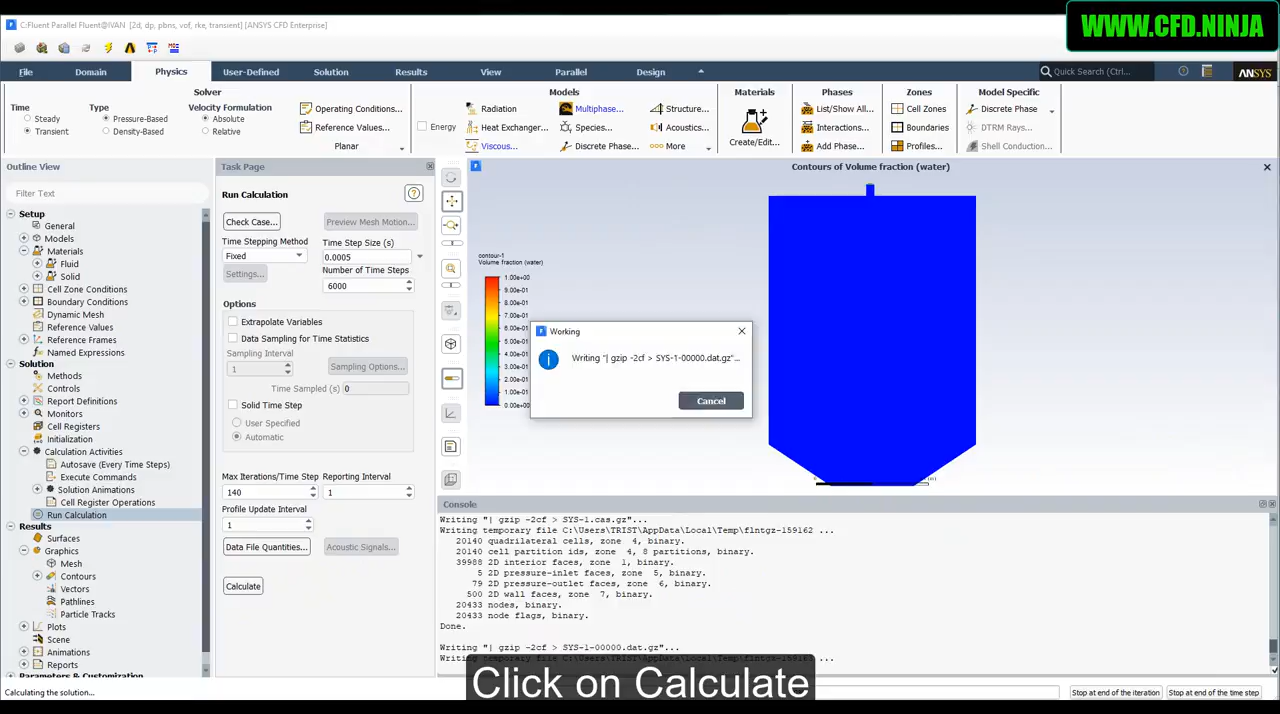 WWW.CFD.NINJA
C:Fluent Parallel Fluent@IVAN [2d, dp, pbns, vof, rke, transient] [ANSYS CFD Enterprise]
File Domain Physics User-Defined Solution Results View Parallel Design Quick Search (Ctrl... ANSYS
Solver Models Materials Phases Zones Model Specific
Time Type Velocity Formulation
Steady Pressure-Based Absolute
Transient Density-Based Relative
Operating Conditions...
Reference Values...
Planar
Energy
Radiation Multiphase... Structure...
Heat Exchanger... Species... Acoustics...
Viscous... Discrete Phase... More
Create/Edit...
List/Show All...
Interactions...
Add Phase...
Cell Zones
Boundaries
Profiles...
Discrete Phase
DTRM Rays...
Shell Conduction...
Outline View
Filter Text
Setup
General
Models
Materials
Fluid
Solid
Cell Zone Conditions
Boundary Conditions
Dynamic Mesh
Reference Values
Reference Frames
Named Expressions
Solution
Methods
Controls
Report Definitions
Monitors
Cell Registers
Initialization
Calculation Activities
Autosave (Every Time Steps)
Execute Commands
Solution Animations
Cell Register Operations
Run Calculation
Results
Surfaces
Graphics
Mesh
Contours
Vectors
Pathlines
Particle Tracks
Plots
Scene
Animations
Reports
Parameters & Customization
Task Page
Run Calculation
Check Case... Preview Mesh Motion...
Time Stepping Method Time Step Size (s)
Fixed 0.0005
Settings... Number of Time Steps
6000
Options
Extrapolate Variables
Data Sampling for Time Statistics
Sampling Interval
1 Sampling Options...
Time Sampled (s) 0
Solid Time Step
User Specified
Automatic
Max Iterations/Time Step Reporting Interval
140 1
Profile Update Interval
1
Data File Quantities... Acoustic Signals...
Calculate
Contours of Volume fraction (water)
contour-1
Volume fraction (water)
1.00e+00
9.00e-01
8.00e-01
7.00e-01
6.00e-01
5.00e-01
4.00e-01
3.00e-01
2.00e-01
1.00e-01
0.00e+00
Working
Writing "| gzip -2cf > SYS-1-00000.dat.gz"...
Cancel
Console
Writing "| gzip -2cf > SYS-1.cas.gz"...
Writing temporary file C:\Users\TRIST\AppData\Local\Temp\flntgz-159162 ...
20140 quadrilateral cells, zone 4, binary.
20140 cell partition ids, zone 4, 8 partitions, binary.
39988 2D interior faces, zone 1, binary.
5 2D pressure-inlet faces, zone 5, binary.
79 2D pressure-outlet faces, zone 6, binary.
500 2D wall faces, zone 7, binary.
20433 nodes, binary.
20433 node flags, binary.
Done.
Writing "| gzip -2cf > SYS-1-00000.dat.gz"...
Click on Calculate
Calculating the solution...
Stop at end of the iteration Stop at end of the time step